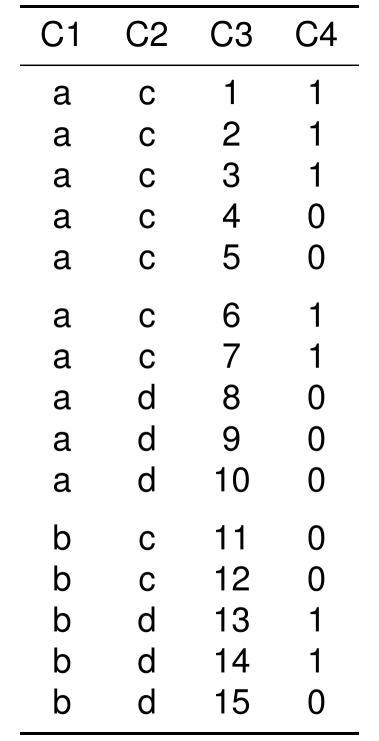 C1 C2 C3 C4
a c 1 1
a c 2 1
a c 3 1
a c 4 0
a c 5 0
a c 6 1
a c 7 1
a d 8 0
a d 9 0
a d 10 0
b c 11 0
b c 12 0
b d 13 1
b d 14 1
b d 15 0